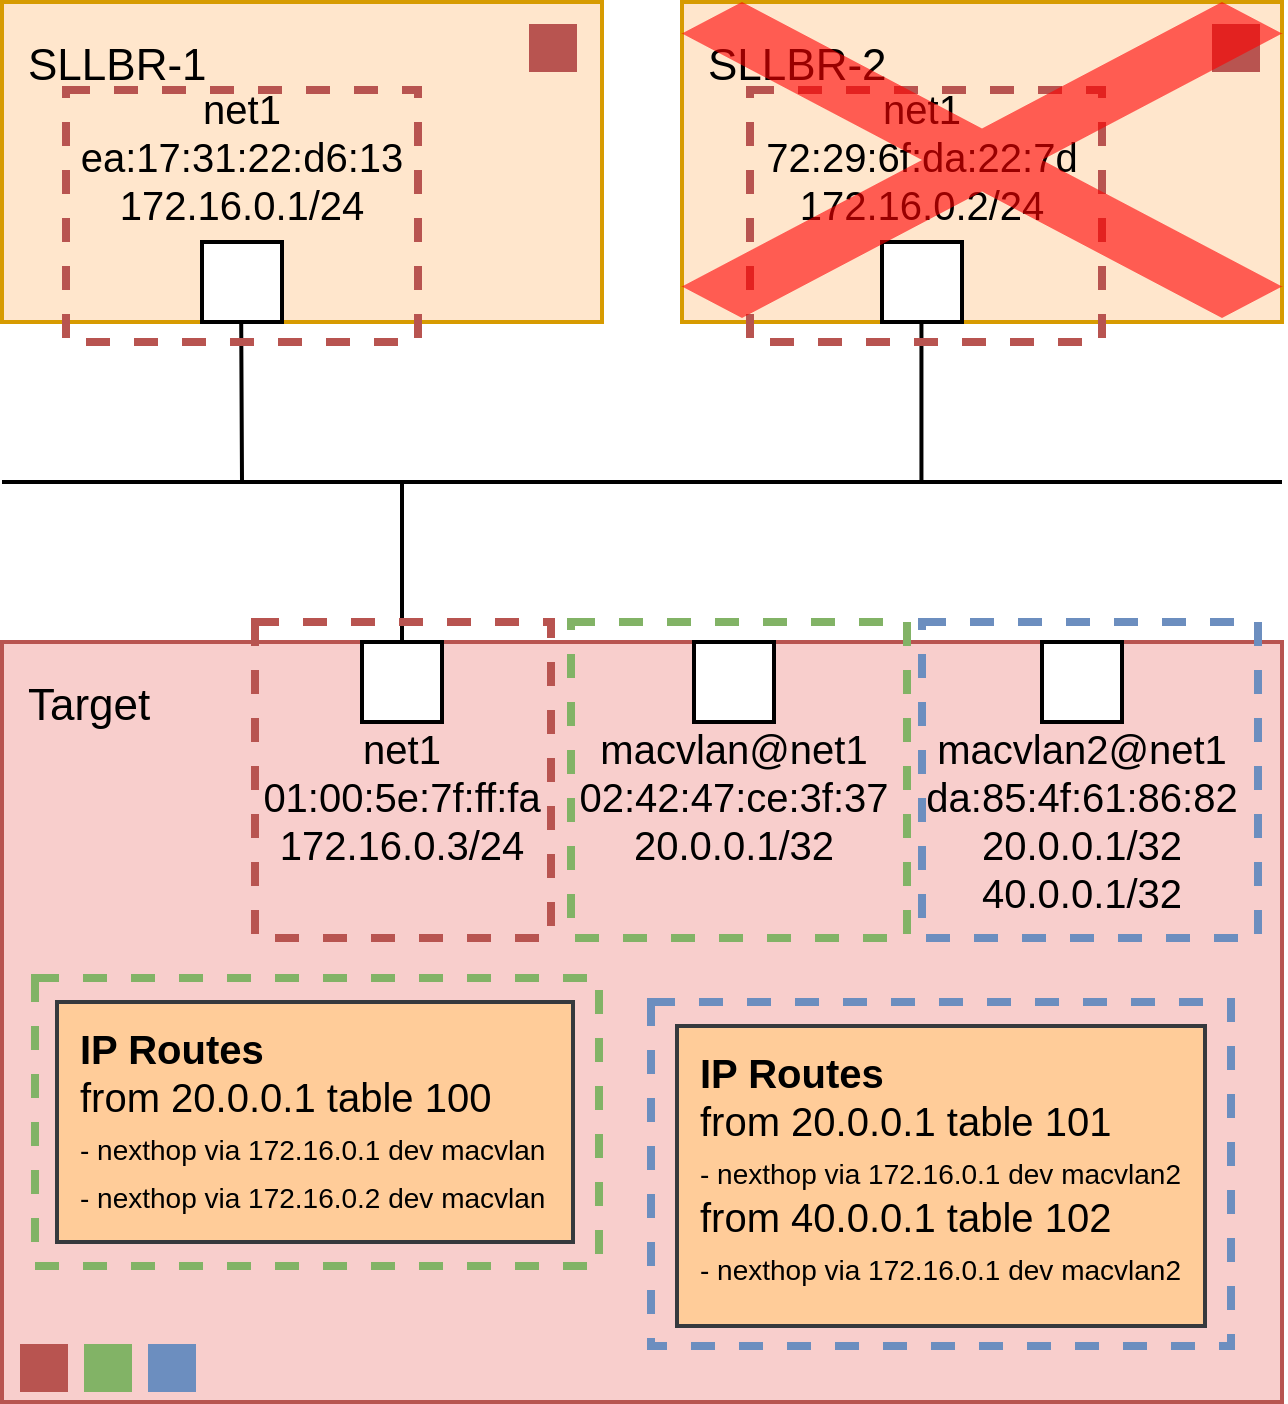 SLLBR-1
net1
ea:17:31:22:d6:13
172.16.0.1/24
SLLBR-2
net1
72:29:6f:da:22:7d
172.16.0.2/24
Target
net1
01:00:5e:7f:ff:fa
172.16.0.3/24
macvlan@net1
02:42:47:ce:3f:37
20.0.0.1/32
macvlan2@net1
da:85:4f:61:86:82
20.0.0.1/32
40.0.0.1/32
IP Routes
from 20.0.0.1 table 100
- nexthop via 172.16.0.1 dev macvlan
- nexthop via 172.16.0.2 dev macvlan
IP Routes
from 20.0.0.1 table 101
- nexthop via 172.16.0.1 dev macvlan2
from 40.0.0.1 table 102
- nexthop via 172.16.0.1 dev macvlan2